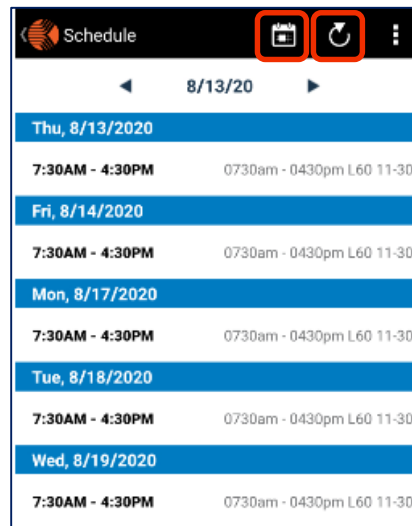 Schedule
8/13/20
Thu, 8/13/2020
7:30AM - 4:30PM 0730am - 0430pm L60 11-30
Fri, 8/14/2020
7:30AM - 4:30PM 0730am - 0430pm L60 11-30
Mon, 8/17/2020
7:30AM - 4:30PM 0730am - 0430pm L60 11-30
Tue, 8/18/2020
7:30AM - 4:30PM 0730am - 0430pm L60 11-30
Wed, 8/19/2020
7:30AM - 4:30PM 0730am - 0430pm L60 11-30